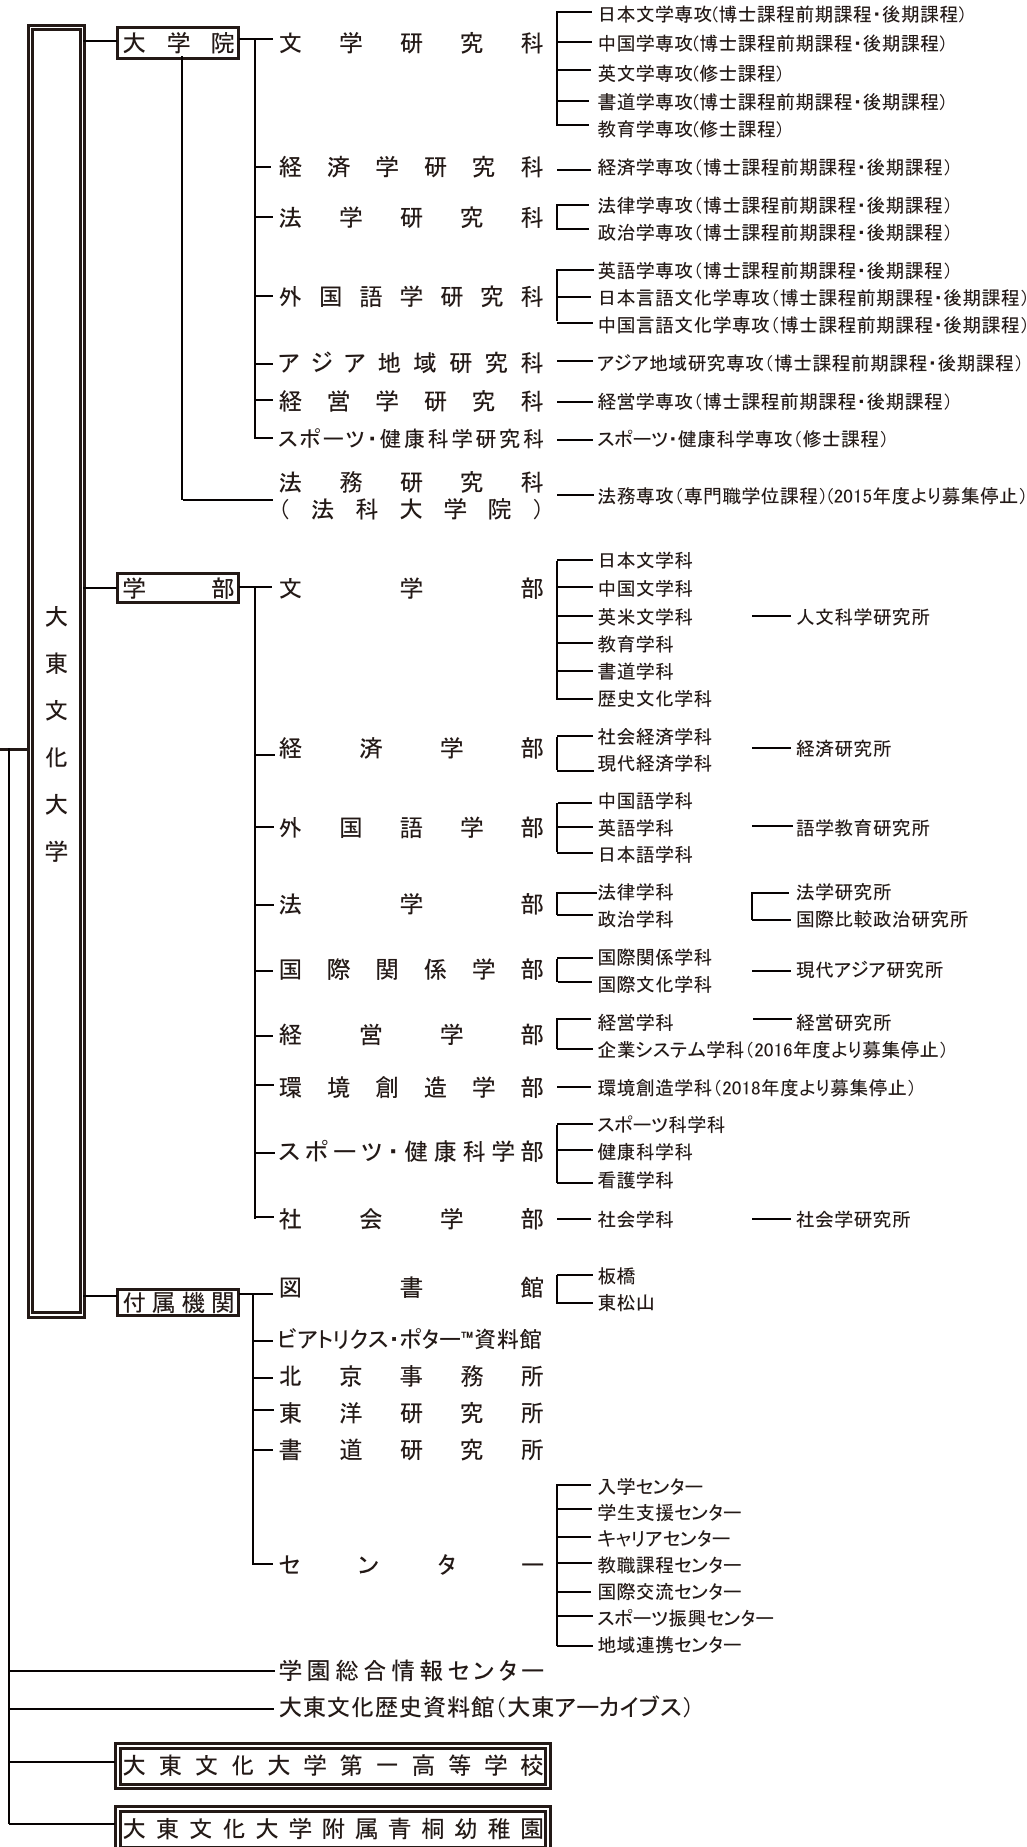 大東文化大学
大学院
文学研究科
日本文学専攻(博士課程前期課程・後期課程)
中国学専攻(博士課程前期課程・後期課程)
英文学専攻(修士課程)
書道学専攻(博士課程前期課程・後期課程)
教育学専攻(修士課程)
経済学研究科
経済学専攻(博士課程前期課程・後期課程)
法学研究科
法律学専攻(博士課程前期課程・後期課程)
政治学専攻(博士課程前期課程・後期課程)
外国語学研究科
英語学専攻(博士課程前期課程・後期課程)
日本言語文化学専攻(博士課程前期課程・後期課程)
中国言語文化学専攻(博士課程前期課程・後期課程)
アジア地域研究科
アジア地域研究専攻(博士課程前期課程・後期課程)
経営学研究科
経営学専攻(博士課程前期課程・後期課程)
スポーツ・健康科学研究科
スポーツ・健康科学専攻(修士課程)
法務研究科
(法科大学院)
法務専攻(専門職学位課程)(2015年度より募集停止)
学部
文学部
日本文学科
中国文学科
英米文学科
教育学科
書道学科
歴史文化学科
人文科学研究所
経済学部
社会経済学科
現代経済学科
経済研究所
外国語学部
中国語学科
英語学科
日本語学科
語学教育研究所
法学部
法律学科
政治学科
法学研究所
国際比較政治研究所
国際関係学部
国際関係学科
国際文化学科
現代アジア研究所
経営学部
経営学科
企業システム学科(2016年度より募集停止)
経営研究所
環境創造学部
環境創造学科(2018年度より募集停止)
スポーツ・健康科学部
スポーツ科学科
健康科学科
看護学科
社会学部
社会学科
社会学研究所
付属機関
図書館
板橋
東松山
ビアトリクス・ポター™資料館
北京事務所
東洋研究所
書道研究所
センター
入学センター
学生支援センター
キャリアセンター
教職課程センター
国際交流センター
スポーツ振興センター
地域連携センター
学園総合情報センター
大東文化歴史資料館(大東アーカイブス)
大東文化大学第一高等学校
大東文化大学附属青桐幼稚園